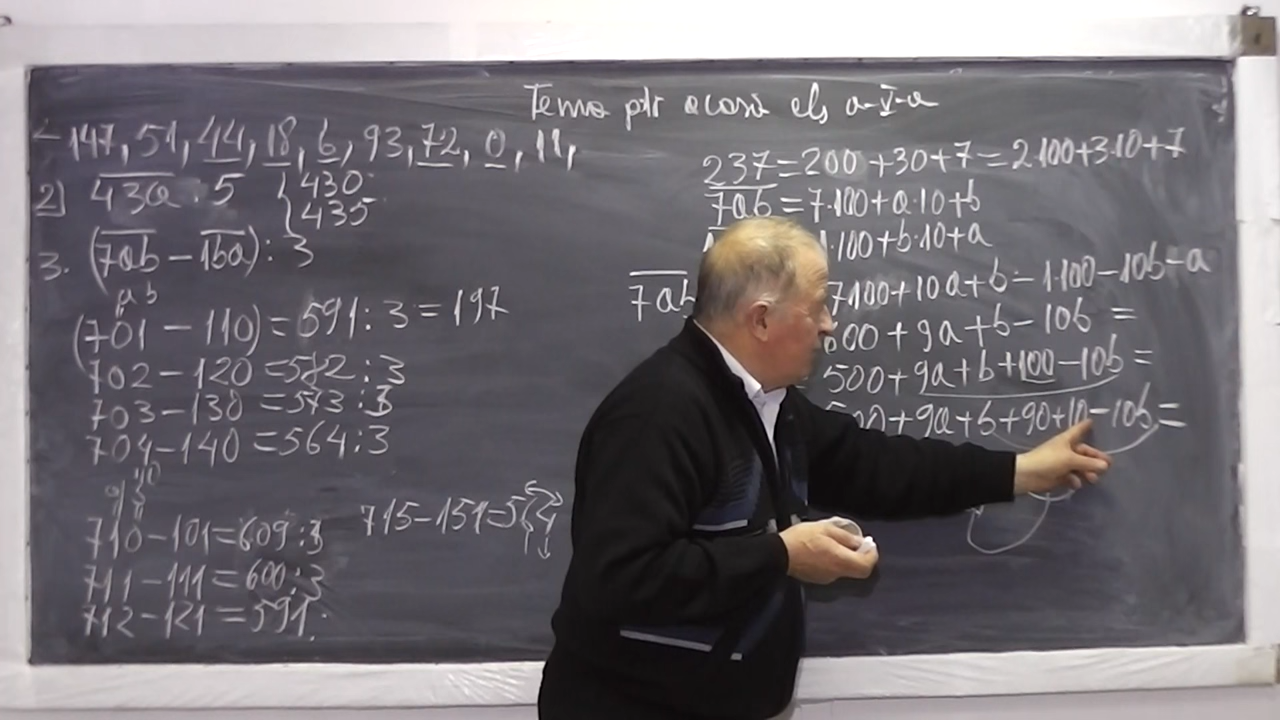 Temă ptr acasă cls a-V-a
147, 51, 44, 18, 6, 93, 72, 0, 11,
2) 43a : 5 { 430
435
3. (7ab - 1ba) : 3
a b
(701 - 110) = 591 : 3 = 197
702 - 120 = 582 : 3
703 - 130 = 573 : 3
704 - 140 = 564 : 3
710 - 101 = 609 : 3
711 - 111 = 600 : 3
712 - 121 = 591 :
715 - 151 = 5
237 = 200 + 30 + 7 = 2·100 + 3·10 + 7
7ab = 7·100 + a·10 + b
·100 + b·10 + a
7ab
7·100 + 10a + b - 1·100 - 10b - a
600 + 9a + b - 10b =
500 + 9a + b + 100 - 10b =
500 + 9a + b + 90 + 10 - 10b =